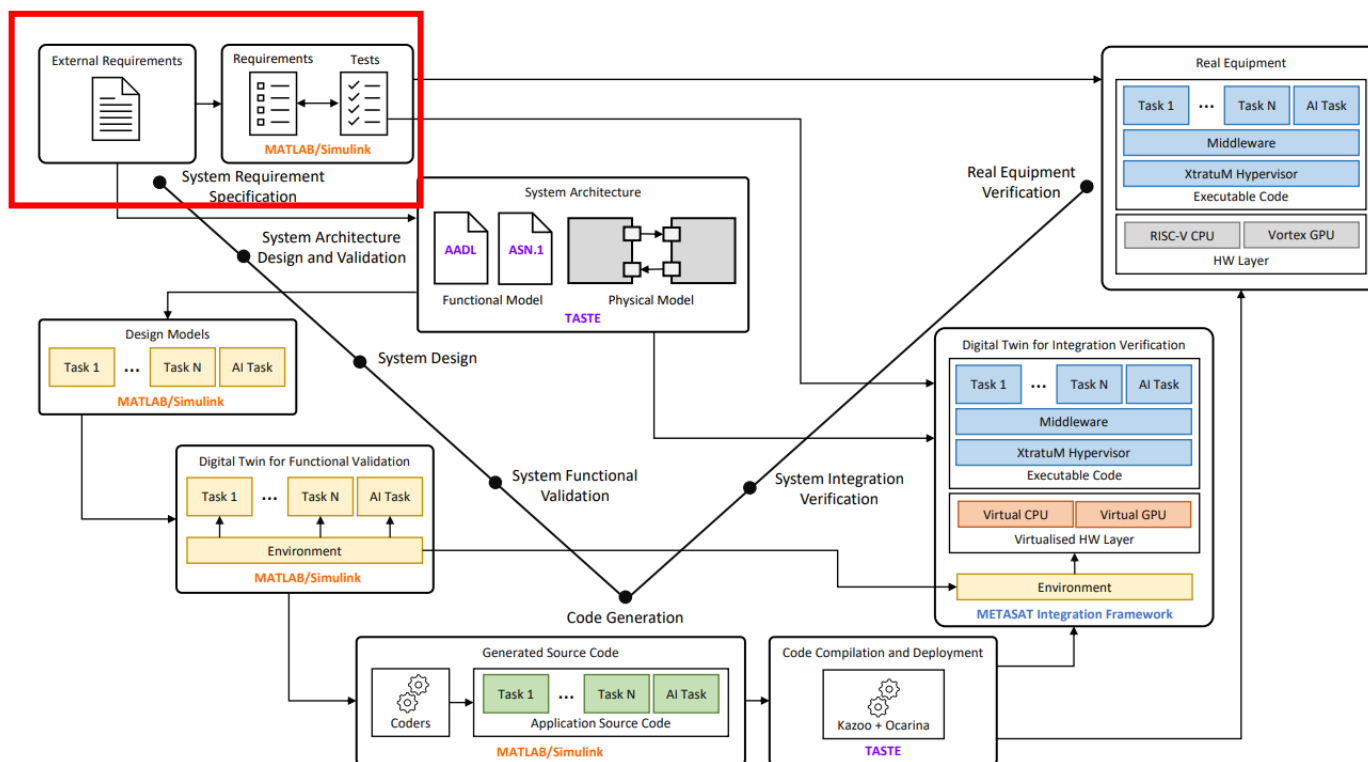 External Requirements
Requirements
Tests
MATLAB/Simulink
System Requirement
Specification
System Architecture
Design and Validation
System Architecture
AADL
ASN.1
Functional Model
Physical Model
TASTE
Design Models
Task 1
...
Task N
AI Task
MATLAB/Simulink
System Design
Digital Twin for Functional Validation
Task 1
...
Task N
AI Task
Environment
MATLAB/Simulink
System Functional
Validation
Code Generation
Generated Source Code
Coders
Task 1
...
Task N
AI Task
Application Source Code
MATLAB/Simulink
Code Compilation and Deployment
Kazoo + Ocarina
TASTE
System Integration
Verification
Digital Twin for Integration Verification
Task 1
...
Task N
AI Task
Middleware
XtratuM Hypervisor
Executable Code
Virtual CPU
Virtual GPU
Virtualised HW Layer
Environment
METASAT Integration Framework
Real Equipment
Verification
Real Equipment
Task 1
...
Task N
AI Task
Middleware
XtratuM Hypervisor
Executable Code
RISC-V CPU
Vortex GPU
HW Layer